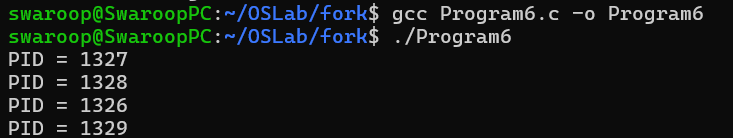 swaroop@SwaroopPC:~/OSLab/fork$ gcc Program6.c -o Program6
swaroop@SwaroopPC:~/OSLab/fork$ ./Program6
PID = 1327
PID = 1328
PID = 1326
PID = 1329